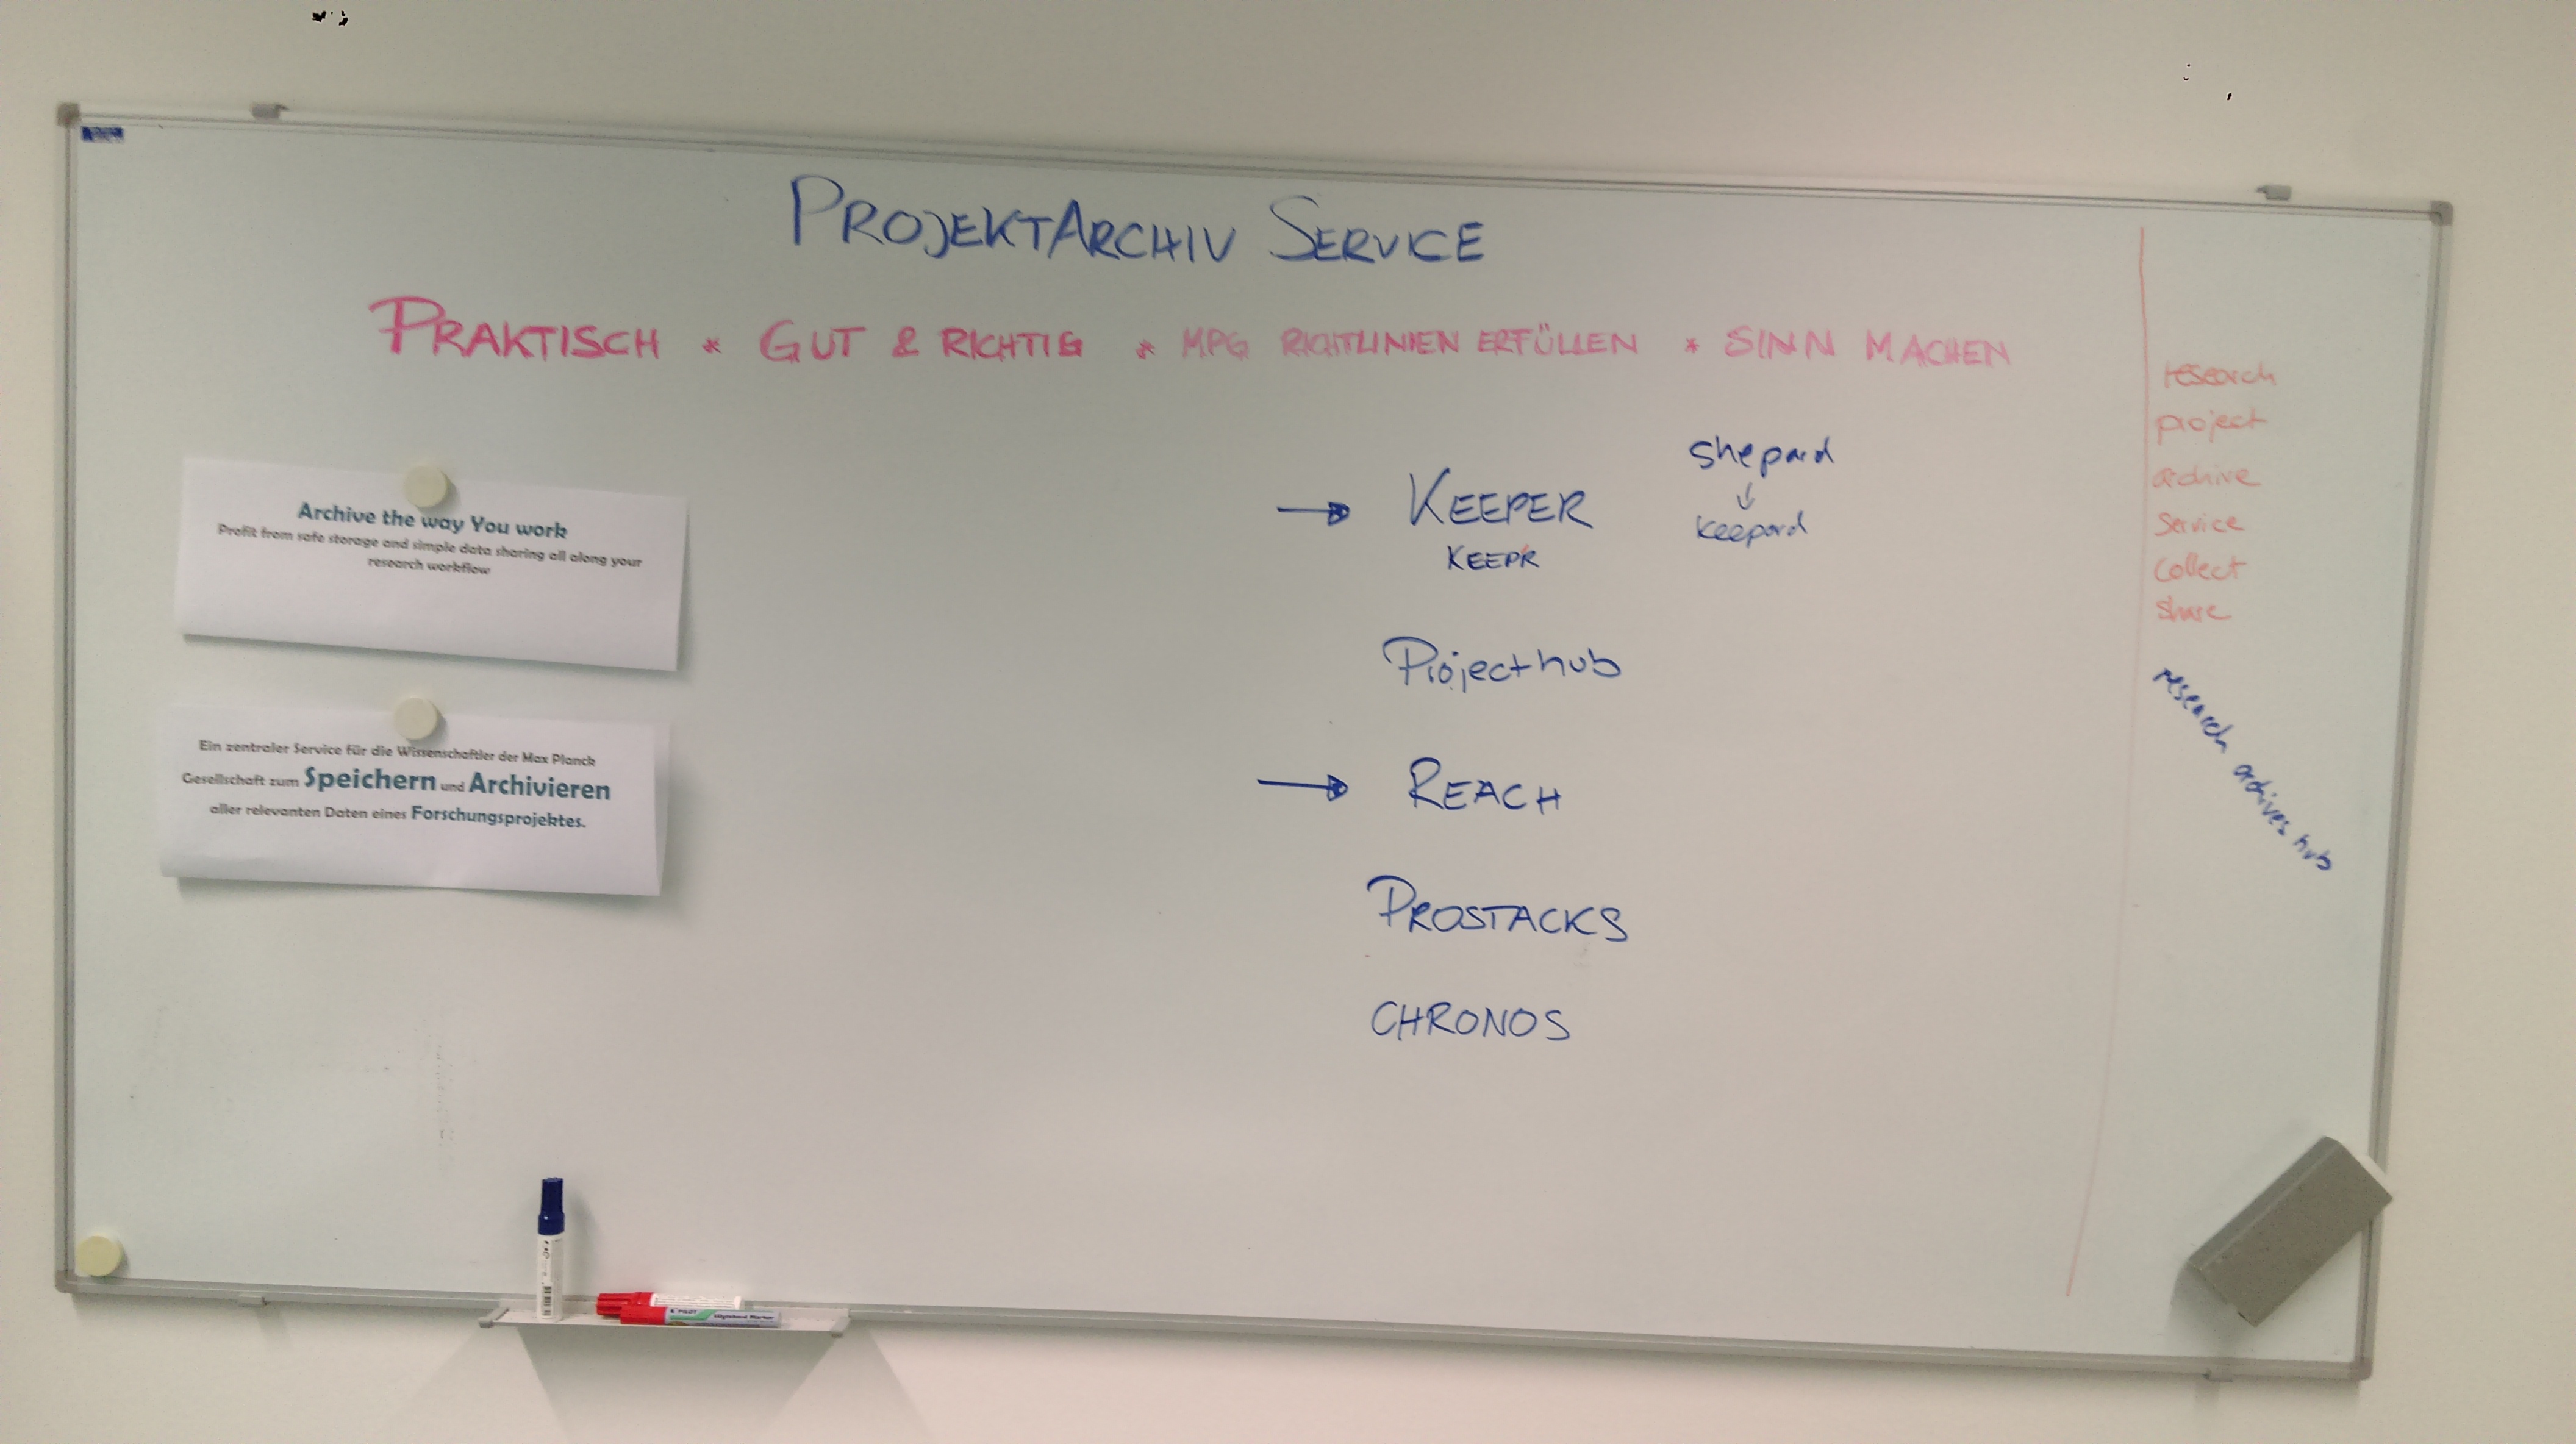 PROJEKTARCHIV SERVICE
PRAKTISCH * GUT & RICHTIG * MPG RICHTLINIEN ERFÜLLEN * SINN MACHEN
Archive the way You work
Profit from safe storage and simple data sharing all along your
research workflow
Ein zentraler Service für die Wissenschaftler der Max Planck
Gesellschaft zum Speichern und Archivieren
aller relevanten Daten eines Forschungsprojektes.
→ KEEPER
KEEPR
shepard
↓
keepard
Projecthub
→ REACH
PROSTACKS
CHRONOS
research
project
archive
Service
Collect
share
research archives hub